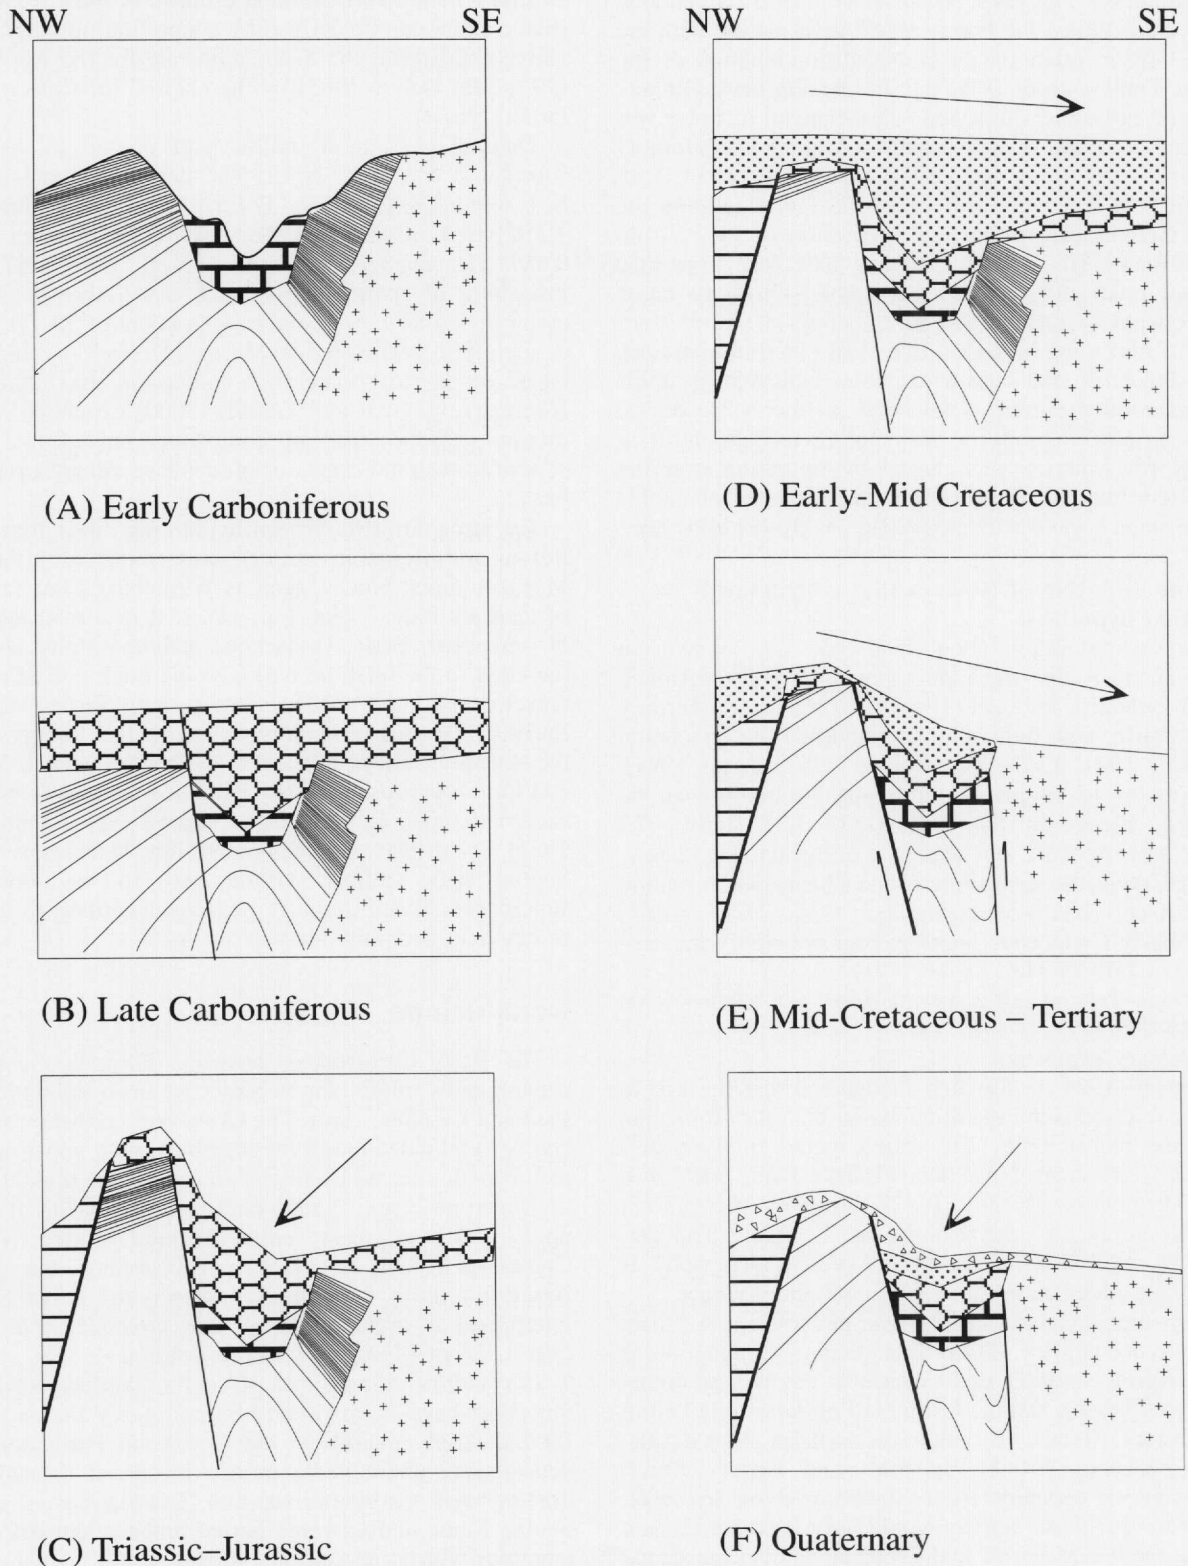 NW SE
NW SE
(A) Early Carboniferous
(D) Early-Mid Cretaceous
(B) Late Carboniferous
(E) Mid-Cretaceous – Tertiary
(C) Triassic–Jurassic
(F) Quaternary